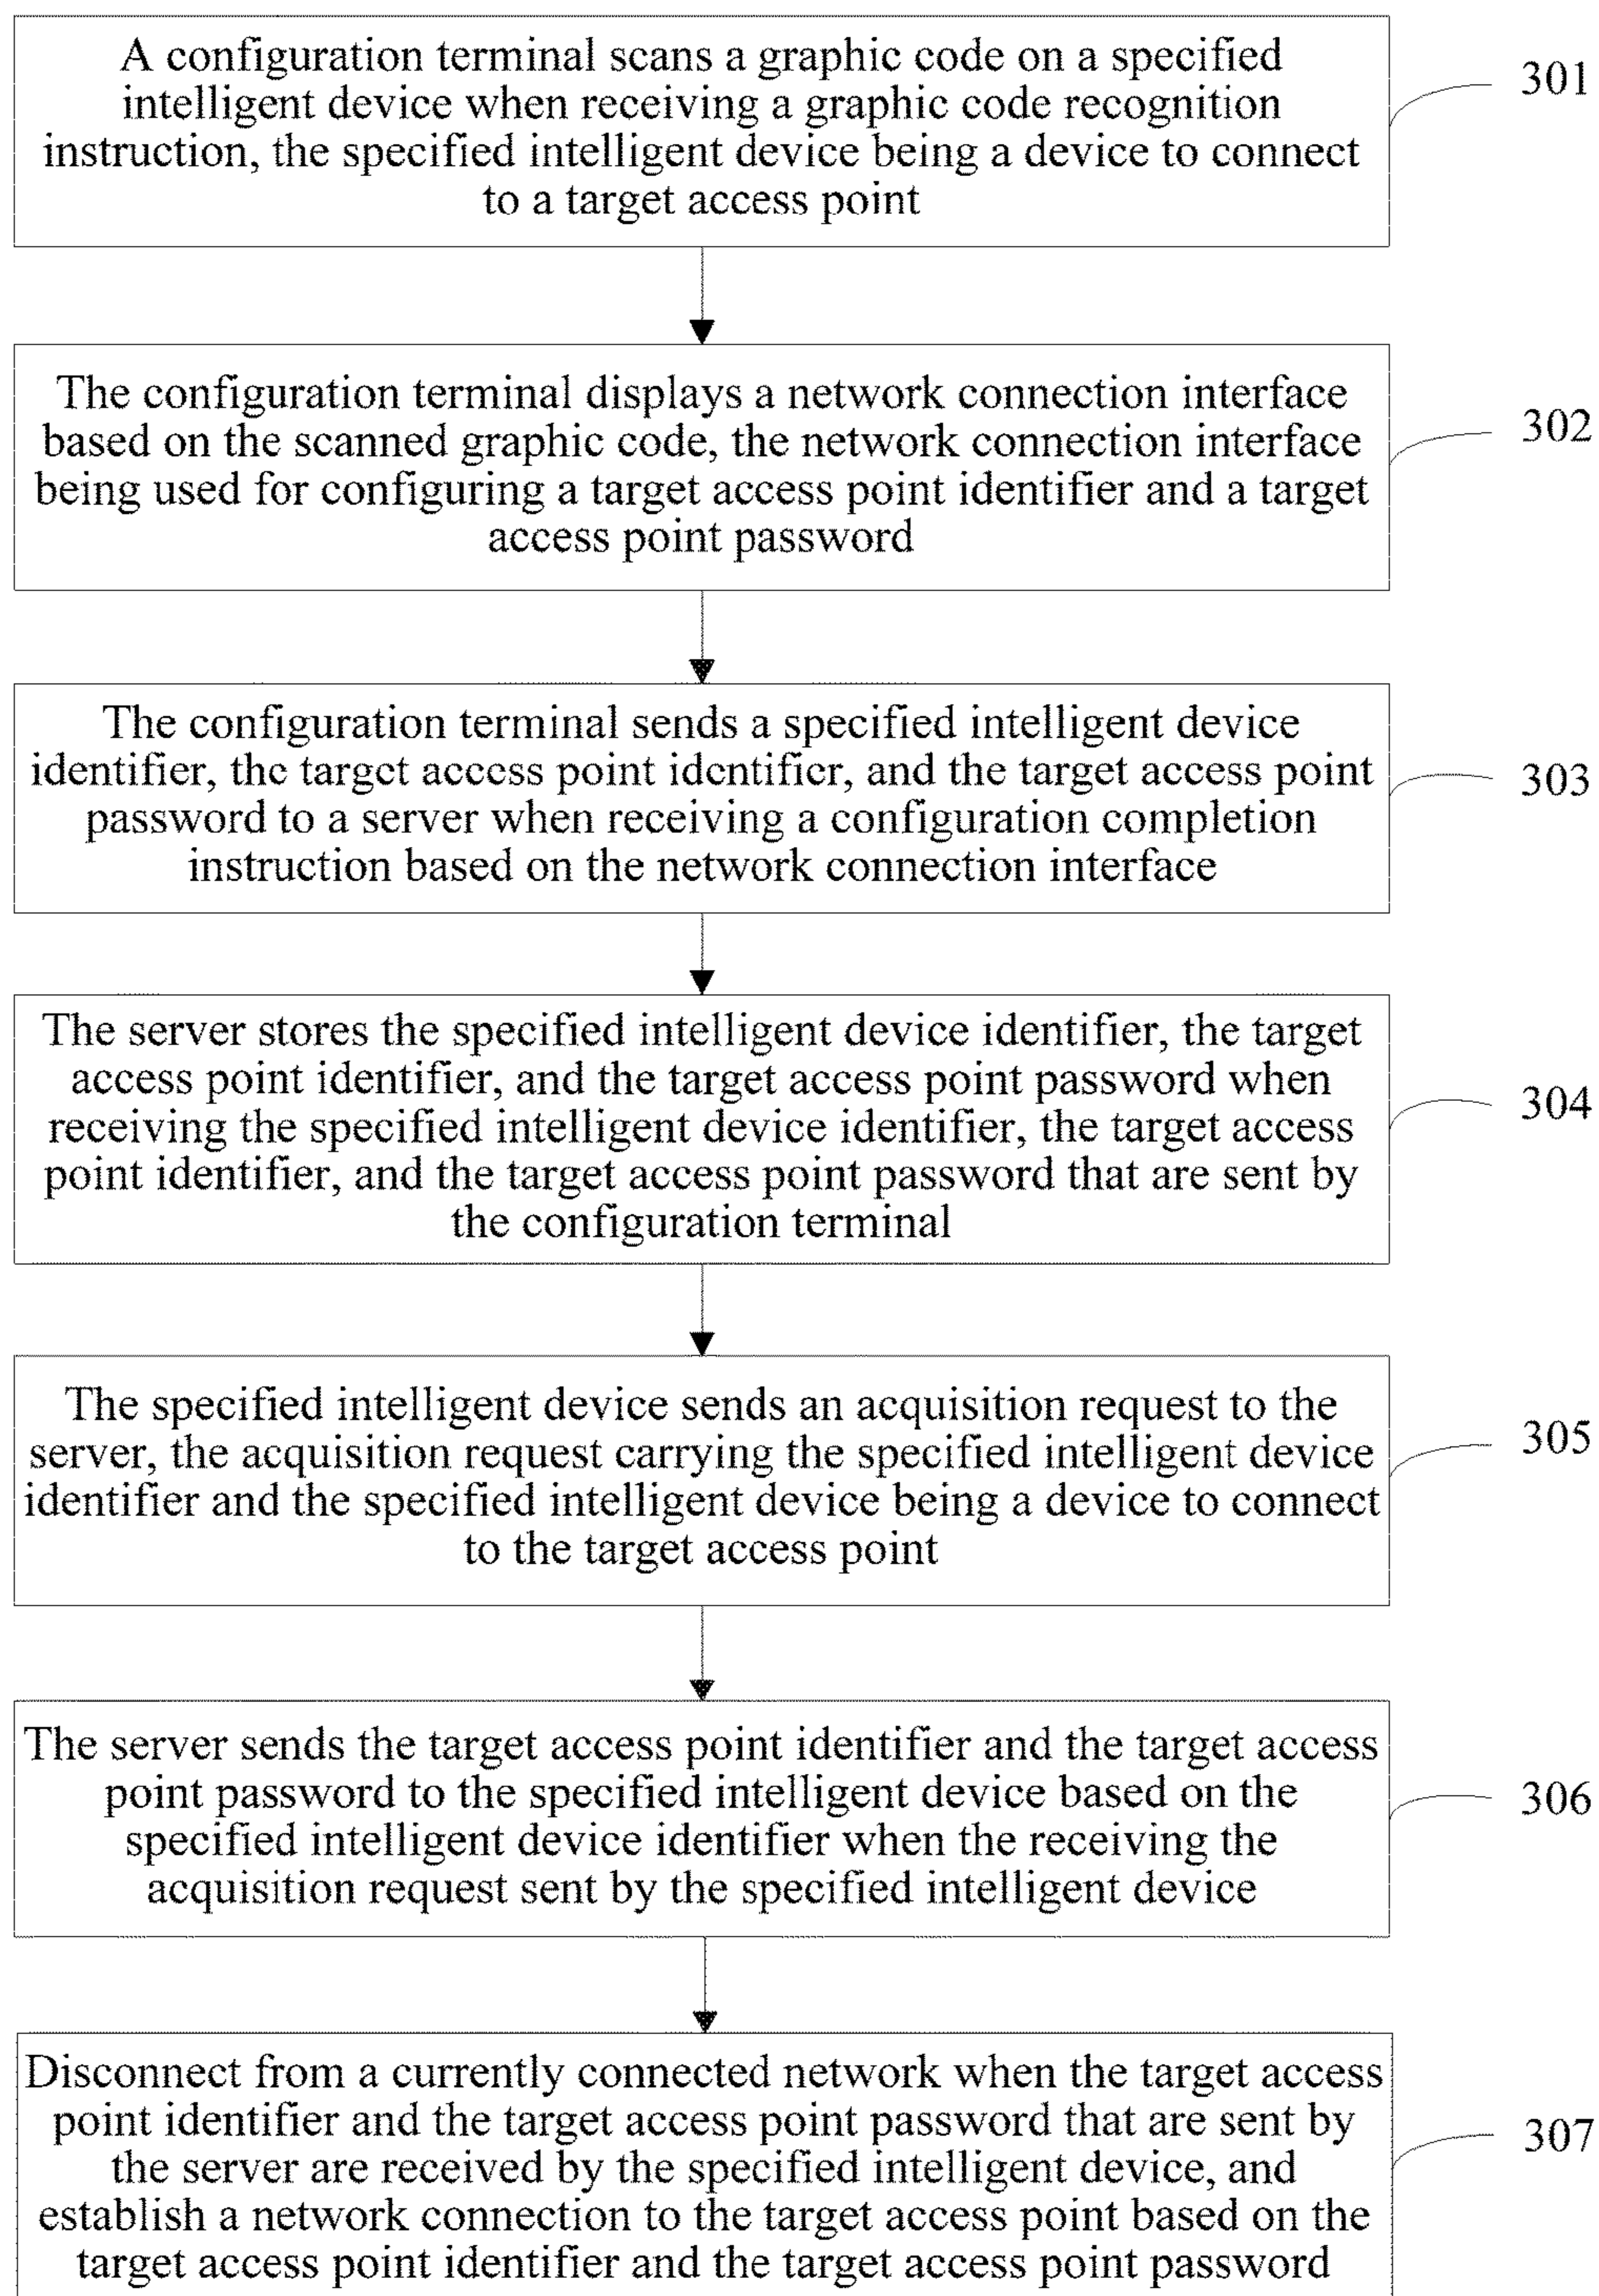 A configuration terminal scans a graphic code on a specified
intelligent device when receiving a graphic code recognition
instruction, the specified intelligent device being a device to connect
to a target access point
301
The configuration terminal displays a network connection interface
based on the scanned graphic code, the network connection interface
being used for configuring a target access point identifier and a target
access point password
302
The configuration terminal sends a specified intelligent device
identifier, the target access point identifier, and the target access point
password to a server when receiving a configuration completion
instruction based on the network connection interface
303
The server stores the specified intelligent device identifier, the target
access point identifier, and the target access point password when
receiving the specified intelligent device identifier, the target access
point identifier, and the target access point password that are sent by
the configuration terminal
304
The specified intelligent device sends an acquisition request to the
server, the acquisition request carrying the specified intelligent device
identifier and the specified intelligent device being a device to connect
to the target access point
305
The server sends the target access point identifier and the target access
point password to the specified intelligent device based on the
specified intelligent device identifier when the receiving the
acquisition request sent by the specified intelligent device
306
Disconnect from a currently connected network when the target access
point identifier and the target access point password that are sent by
the server are received by the specified intelligent device, and
establish a network connection to the target access point based on the
target access point identifier and the target access point password
307